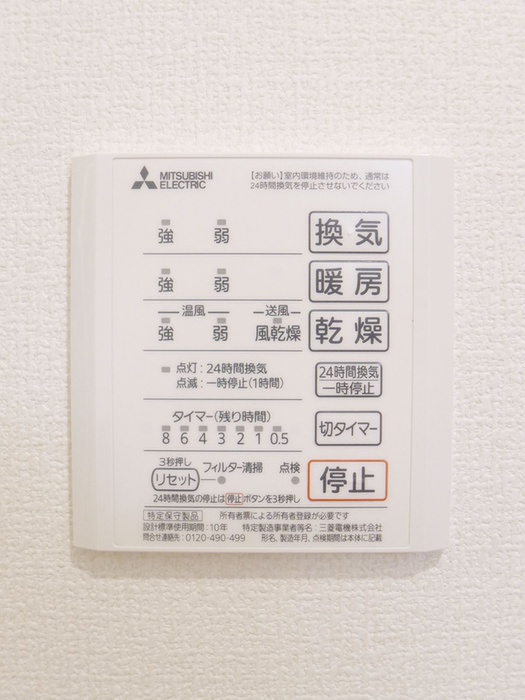 MITSUBISHI
ELECTRIC
【お願い】室内環境維持のため、通常は
24時間換気を停止させないでください
強 弱 換気
強 弱 暖房
温風 送風
強 弱 風乾燥 乾燥
点灯：24時間換気
点滅：一時停止(1時間)
24時間換気
一時停止
タイマー(残り時間)
8 6 4 3 2 1 0.5
切タイマー
3秒押し
リセット フィルター清掃 点検
停止
24時間換気の停止は停止ボタンを3秒押し
特定保守製品 所有者票による所有者登録が必要です
設計標準使用期間：10年 特定製造事業者等名：三菱電機株式会社
問合せ連絡先：0120-490-499 形名、製造年月、点検期間は本体に記載